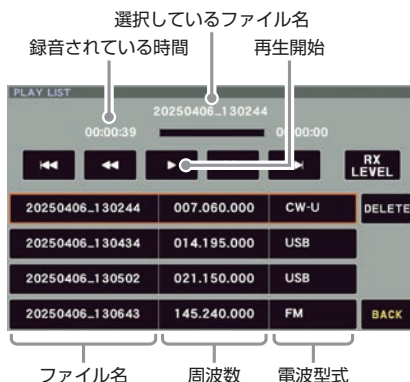 選択しているファイル名
録音されている時間 再生開始
PLAY LIST
20250406_130244
00:00:39 00:00:00
RX LEVEL
20250406_130244 007.060.000 CW-U DELETE
20250406_130434 014.195.000 USB
20250406_130502 021.150.000 USB
20250406_130643 145.240.000 FM BACK
ファイル名 周波数 電波型式